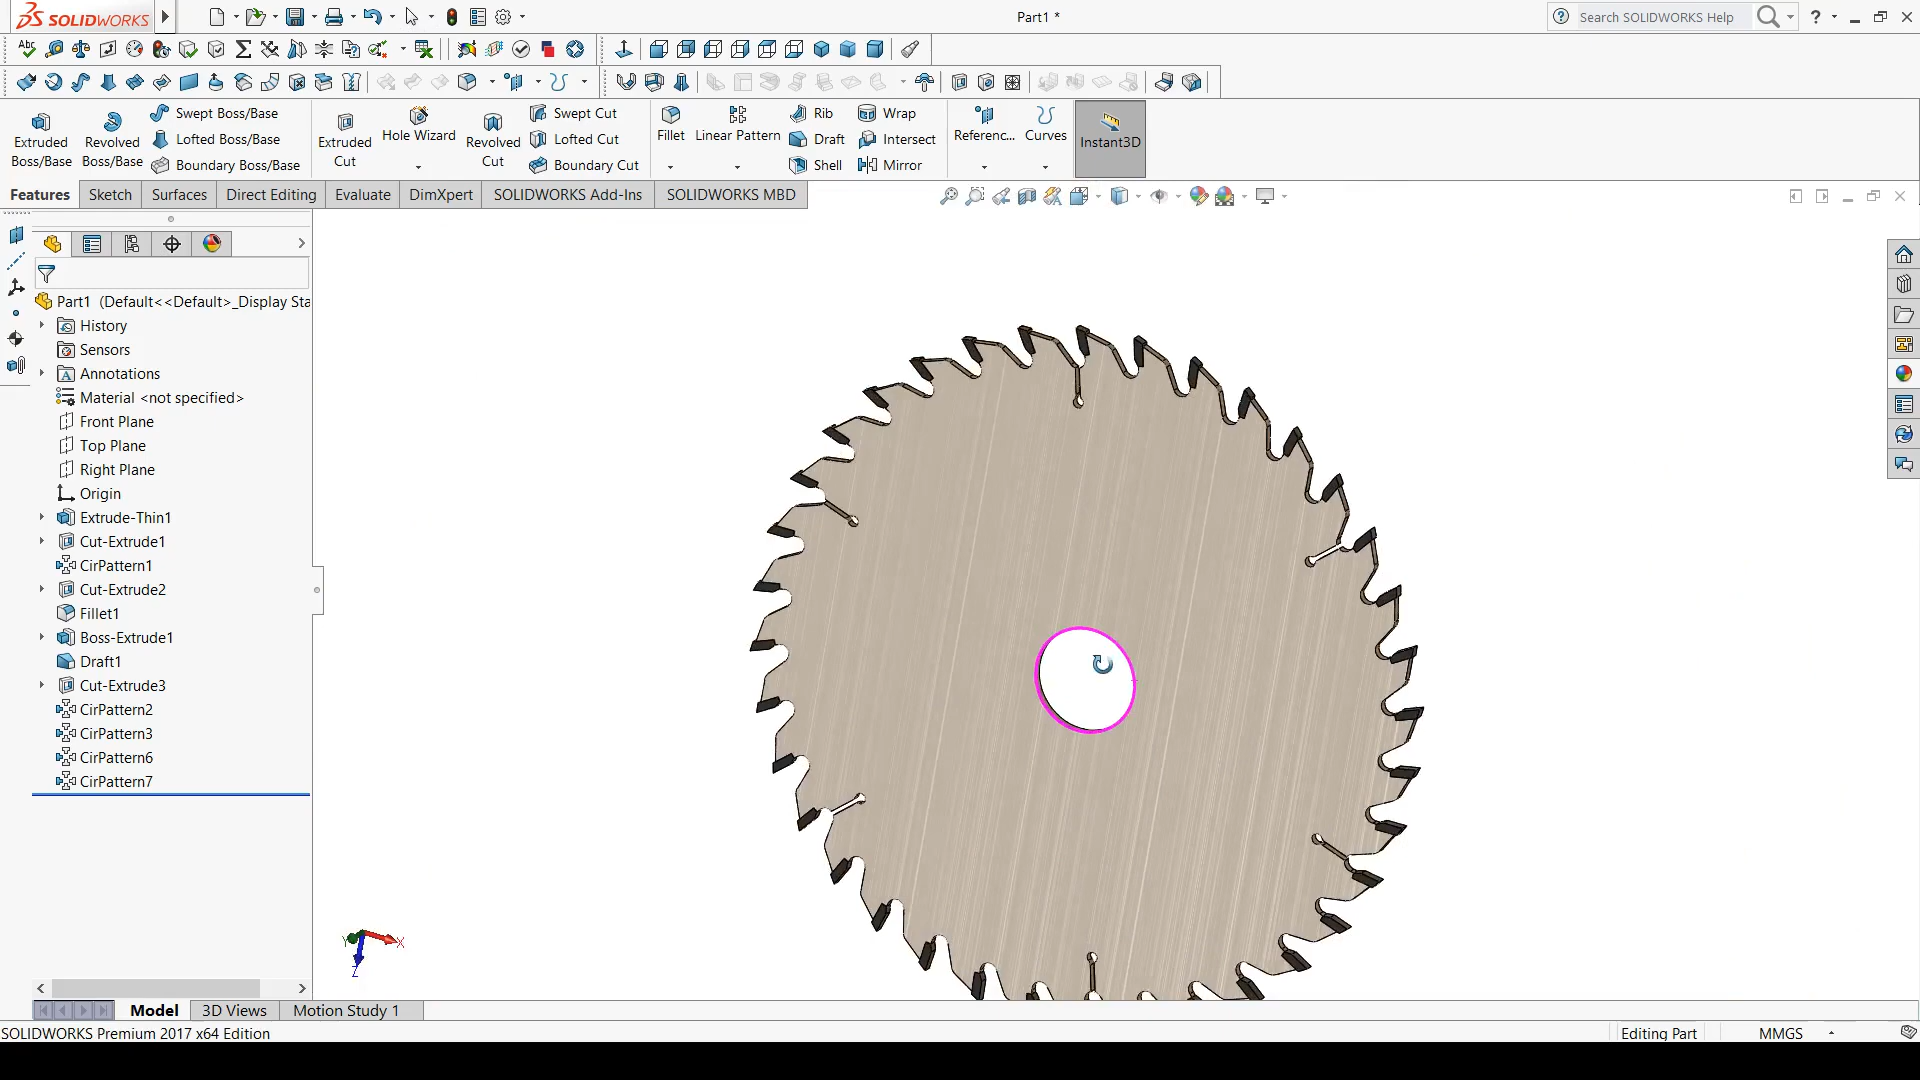 SOLIDWORKS
Part1 *
Search SOLIDWORKS Help
Extruded Boss/Base
Revolved Boss/Base
Swept Boss/Base
Lofted Boss/Base
Boundary Boss/Base
Extruded Cut
Hole Wizard
Revolved Cut
Swept Cut
Lofted Cut
Boundary Cut
Fillet
Linear Pattern
Rib
Draft
Shell
Wrap
Intersect
Mirror
Referenc...
Curves
Instant3D
Features
Sketch
Surfaces
Direct Editing
Evaluate
DimXpert
SOLIDWORKS Add-Ins
SOLIDWORKS MBD
Part1 (Default<<Default>_Display Sta
History
Sensors
Annotations
Material <not specified>
Front Plane
Top Plane
Right Plane
Origin
Extrude-Thin1
Cut-Extrude1
CirPattern1
Cut-Extrude2
Fillet1
Boss-Extrude1
Draft1
Cut-Extrude3
CirPattern2
CirPattern3
CirPattern6
CirPattern7
Y
X
Z
Model
3D Views
Motion Study 1
SOLIDWORKS Premium 2017 x64 Edition
Editing Part
MMGS